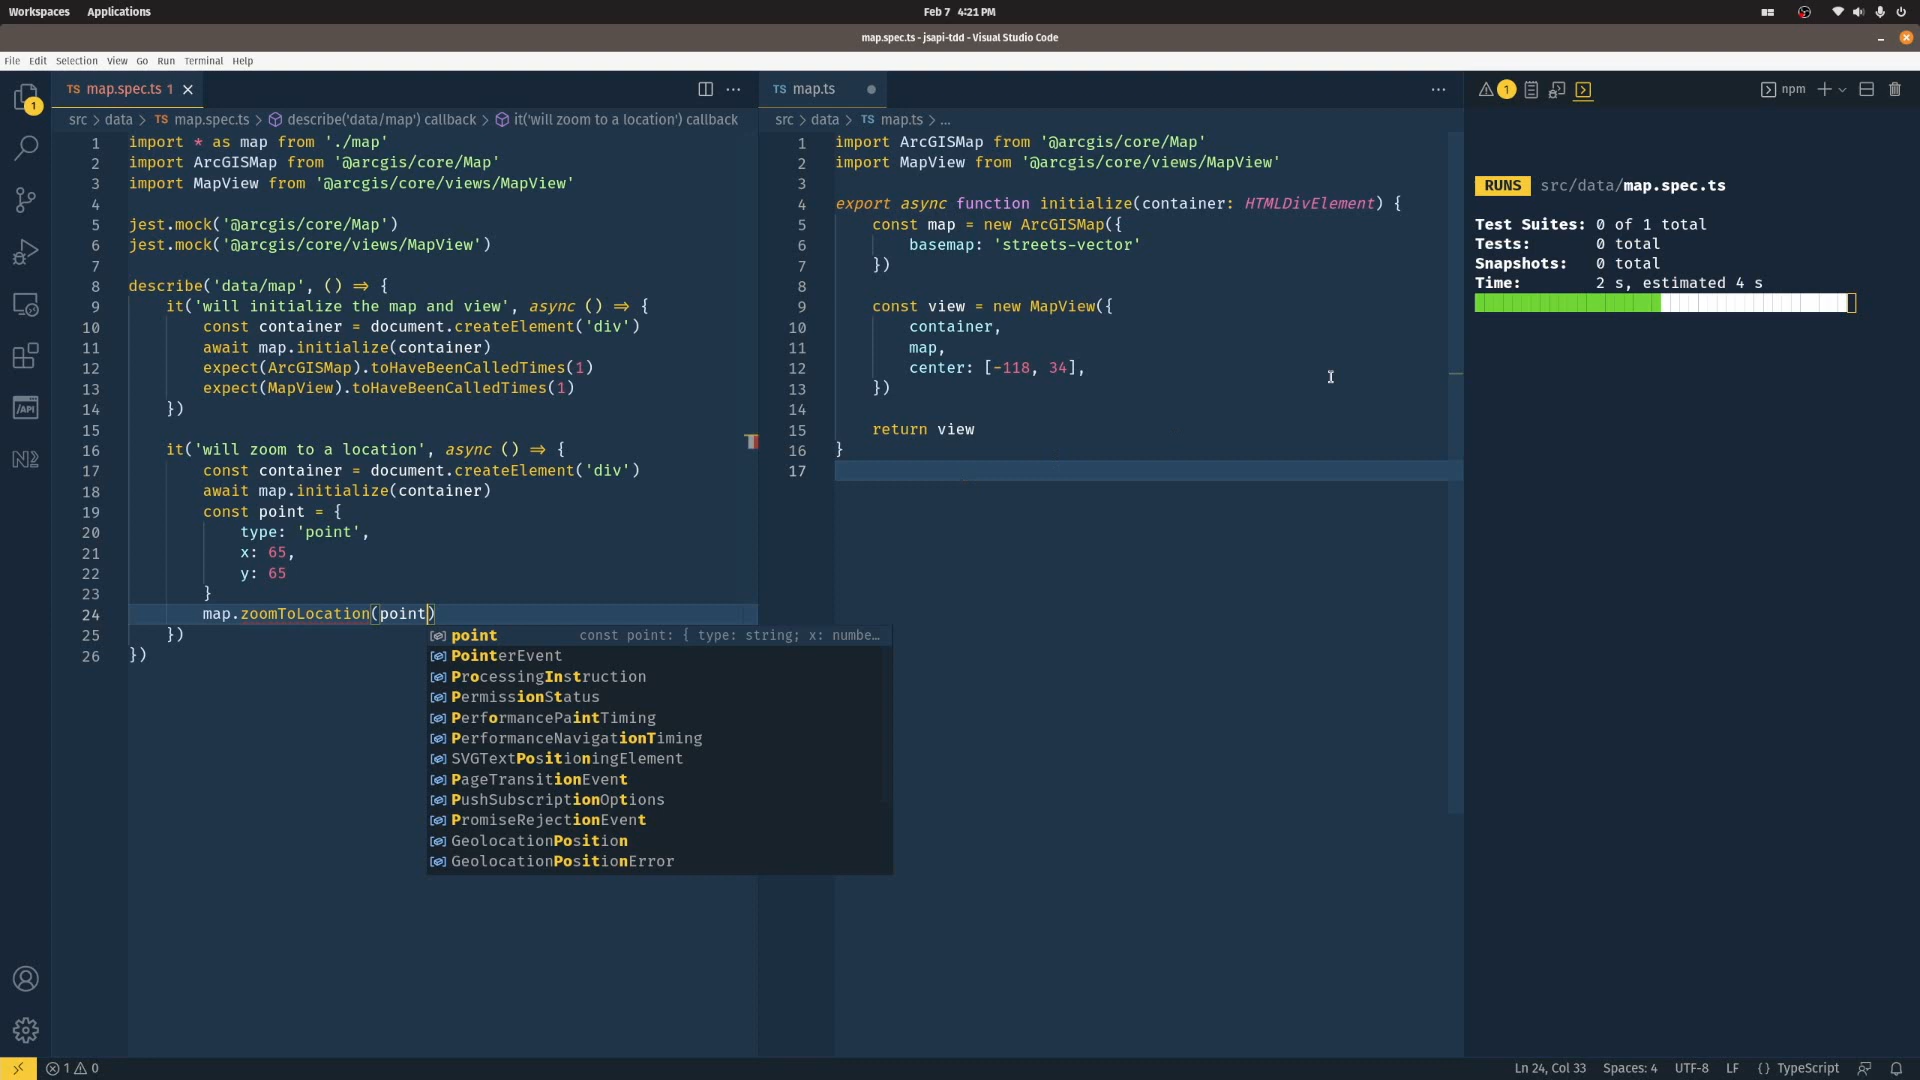 Workspaces Applications Feb 7 4:21 PM
map.spec.ts - jsapi-tdd - Visual Studio Code
File Edit Selection View Go Run Terminal Help
TS map.spec.ts 1
src > data > TS map.spec.ts > describe('data/map') callback > it('will zoom to a location') callback
1 import * as map from './map'
2 import ArcGISMap from '@arcgis/core/Map'
3 import MapView from '@arcgis/core/views/MapView'
4
5 jest.mock('@arcgis/core/Map')
6 jest.mock('@arcgis/core/views/MapView')
7
8 describe('data/map', () => {
9 it('will initialize the map and view', async () => {
10 const container = document.createElement('div')
11 await map.initialize(container)
12 expect(ArcGISMap).toHaveBeenCalledTimes(1)
13 expect(MapView).toHaveBeenCalledTimes(1)
14 })
15
16 it('will zoom to a location', async () => {
17 const container = document.createElement('div')
18 await map.initialize(container)
19 const point = {
20 type: 'point',
21 x: 65,
22 y: 65
23 }
24 map.zoomToLocation(point)
25 })
26 })
point const point: { type: string; x: numbe…
PointerEvent
ProcessingInstruction
PermissionStatus
PerformancePaintTiming
PerformanceNavigationTiming
SVGTextPositioningElement
PageTransitionEvent
PushSubscriptionOptions
PromiseRejectionEvent
GeolocationPosition
GeolocationPositionError
TS map.ts
src > data > TS map.ts > ...
1 import ArcGISMap from '@arcgis/core/Map'
2 import MapView from '@arcgis/core/views/MapView'
3
4 export async function initialize(container: HTMLDivElement) {
5 const map = new ArcGISMap({
6 basemap: 'streets-vector'
7 })
8
9 const view = new MapView({
10 container,
11 map,
12 center: [-118, 34],
13 })
14
15 return view
16 }
17
1 npm
RUNS src/data/map.spec.ts
Test Suites: 0 of 1 total
Tests: 0 total
Snapshots: 0 total
Time: 2 s, estimated 4 s
1
/API
N2
1 0
Ln 24, Col 33 Spaces: 4 UTF-8 LF {} TypeScript